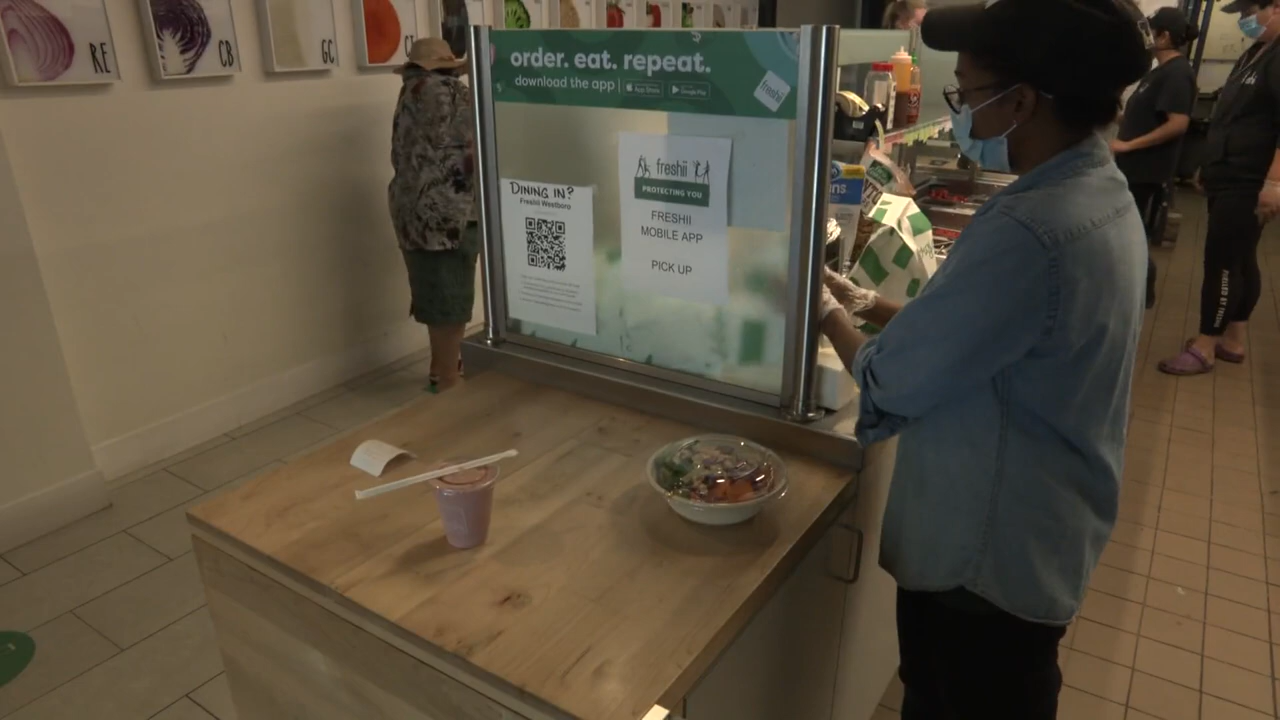 RE
CB
GC
order. eat. repeat.
download the app
App Store
Google Play
freshii
DINING IN?
Freshii Westboro
freshii
PROTECTING YOU
FRESHII
MOBILE APP
PICK UP